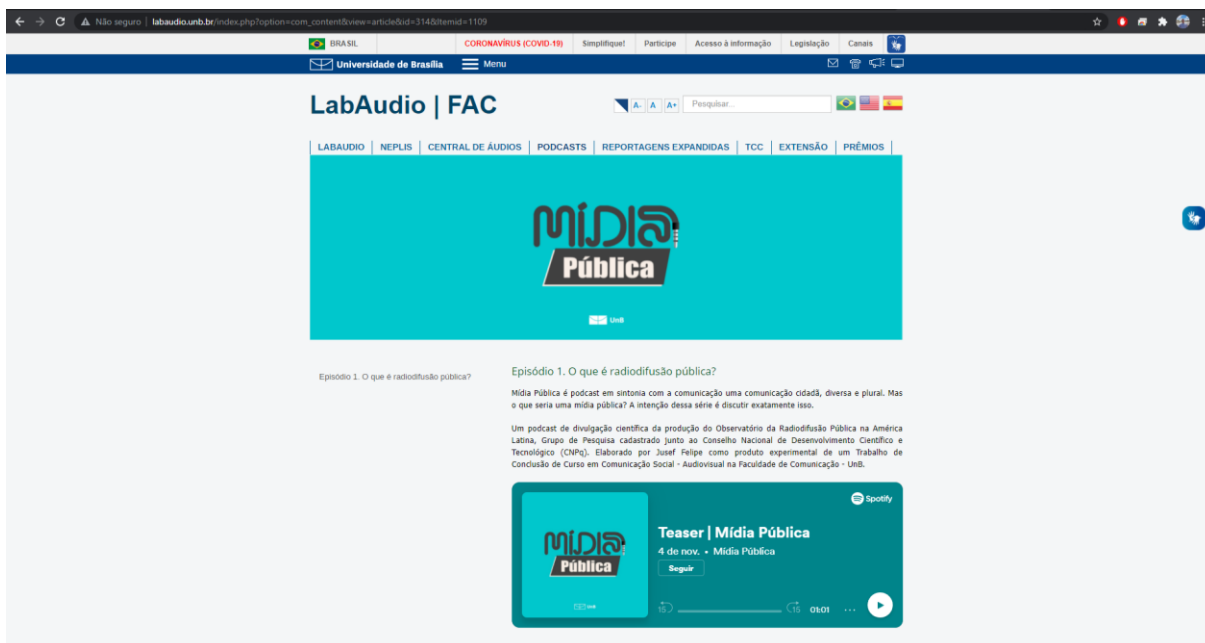 Não seguro | labaudio.unb.br/index.php?option=com_content&view=article&id=314&Itemid=1109
BRASIL CORONAVÍRUS (COVID-19) Simplifique! Participe Acesso à informação Legislação Canais
Universidade de Brasília Menu
LabAudio | FAC
A- A A+ Pesquisar...
LABAUDIO NEPLIS CENTRAL DE ÁUDIOS PODCASTS REPORTAGENS EXPANDIDAS TCC EXTENSÃO PRÊMIOS
MÍDIA
Pública
UnB
Episódio 1. O que é radiodifusão pública?
Episódio 1. O que é radiodifusão pública?
Mídia Pública é podcast em sintonia com a comunicação uma comunicação cidadã, diversa e plural. Mas
o que seria uma mídia pública? A intenção dessa série é discutir exatamente isso.
Um podcast de divulgação científica da produção do Observatório da Radiodifusão Pública na América
Latina, Grupo de Pesquisa cadastrado junto ao Conselho Nacional de Desenvolvimento Científico e
Tecnológico (CNPq). Elaborado por Jusef Felipe como produto experimental de um Trabalho de
Conclusão de Curso em Comunicação Social - Audiovisual na Faculdade de Comunicação - UnB.
Spotify
MÍDIA
Pública
UnB
Teaser | Mídia Pública
4 de nov. • Mídia Pública
Seguir
15 15 01:01 ...